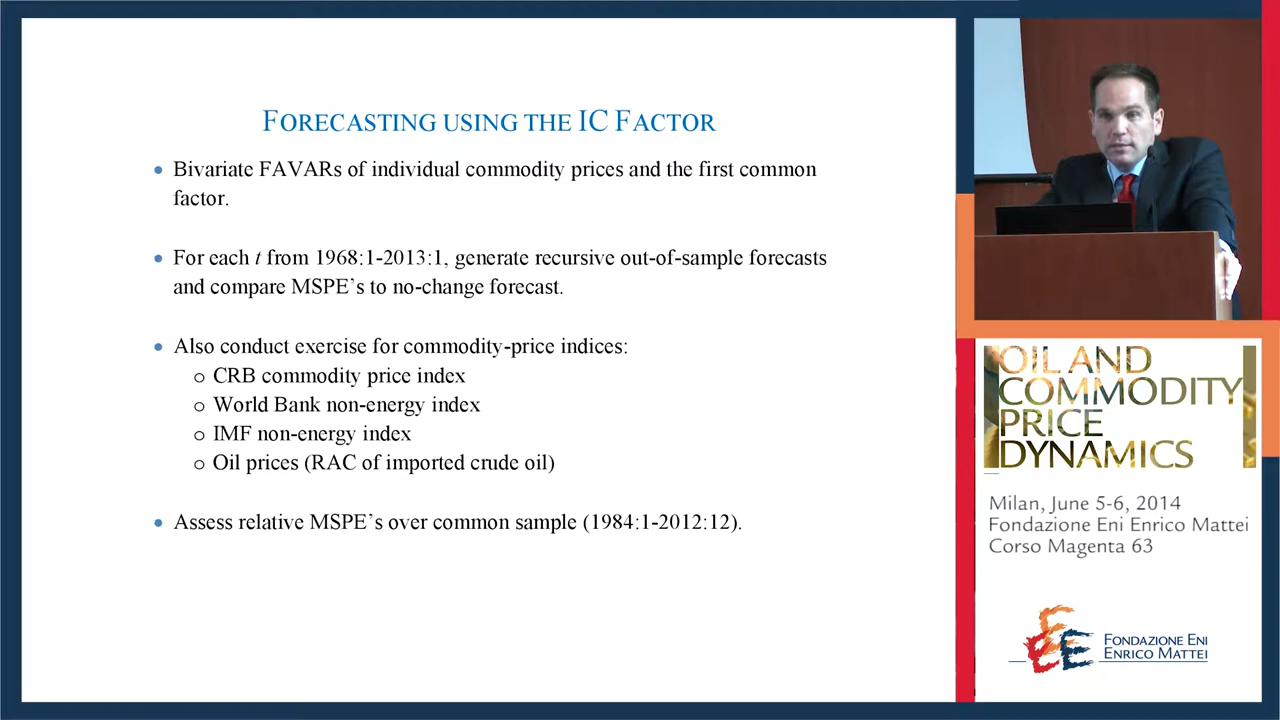 FORECASTING USING THE IC FACTOR
• Bivariate FAVARs of individual commodity prices and the first common
factor.
• For each t from 1968:1-2013:1, generate recursive out-of-sample forecasts
and compare MSPE’s to no-change forecast.
• Also conduct exercise for commodity-price indices:
o CRB commodity price index
o World Bank non-energy index
o IMF non-energy index
o Oil prices (RAC of imported crude oil)
• Assess relative MSPE’s over common sample (1984:1-2012:12).
OIL AND
COMMODITY
PRICE
DYNAMICS
Milan, June 5-6, 2014
Fondazione Eni Enrico Mattei
Corso Magenta 63
FONDAZIONE ENI
ENRICO MATTEI